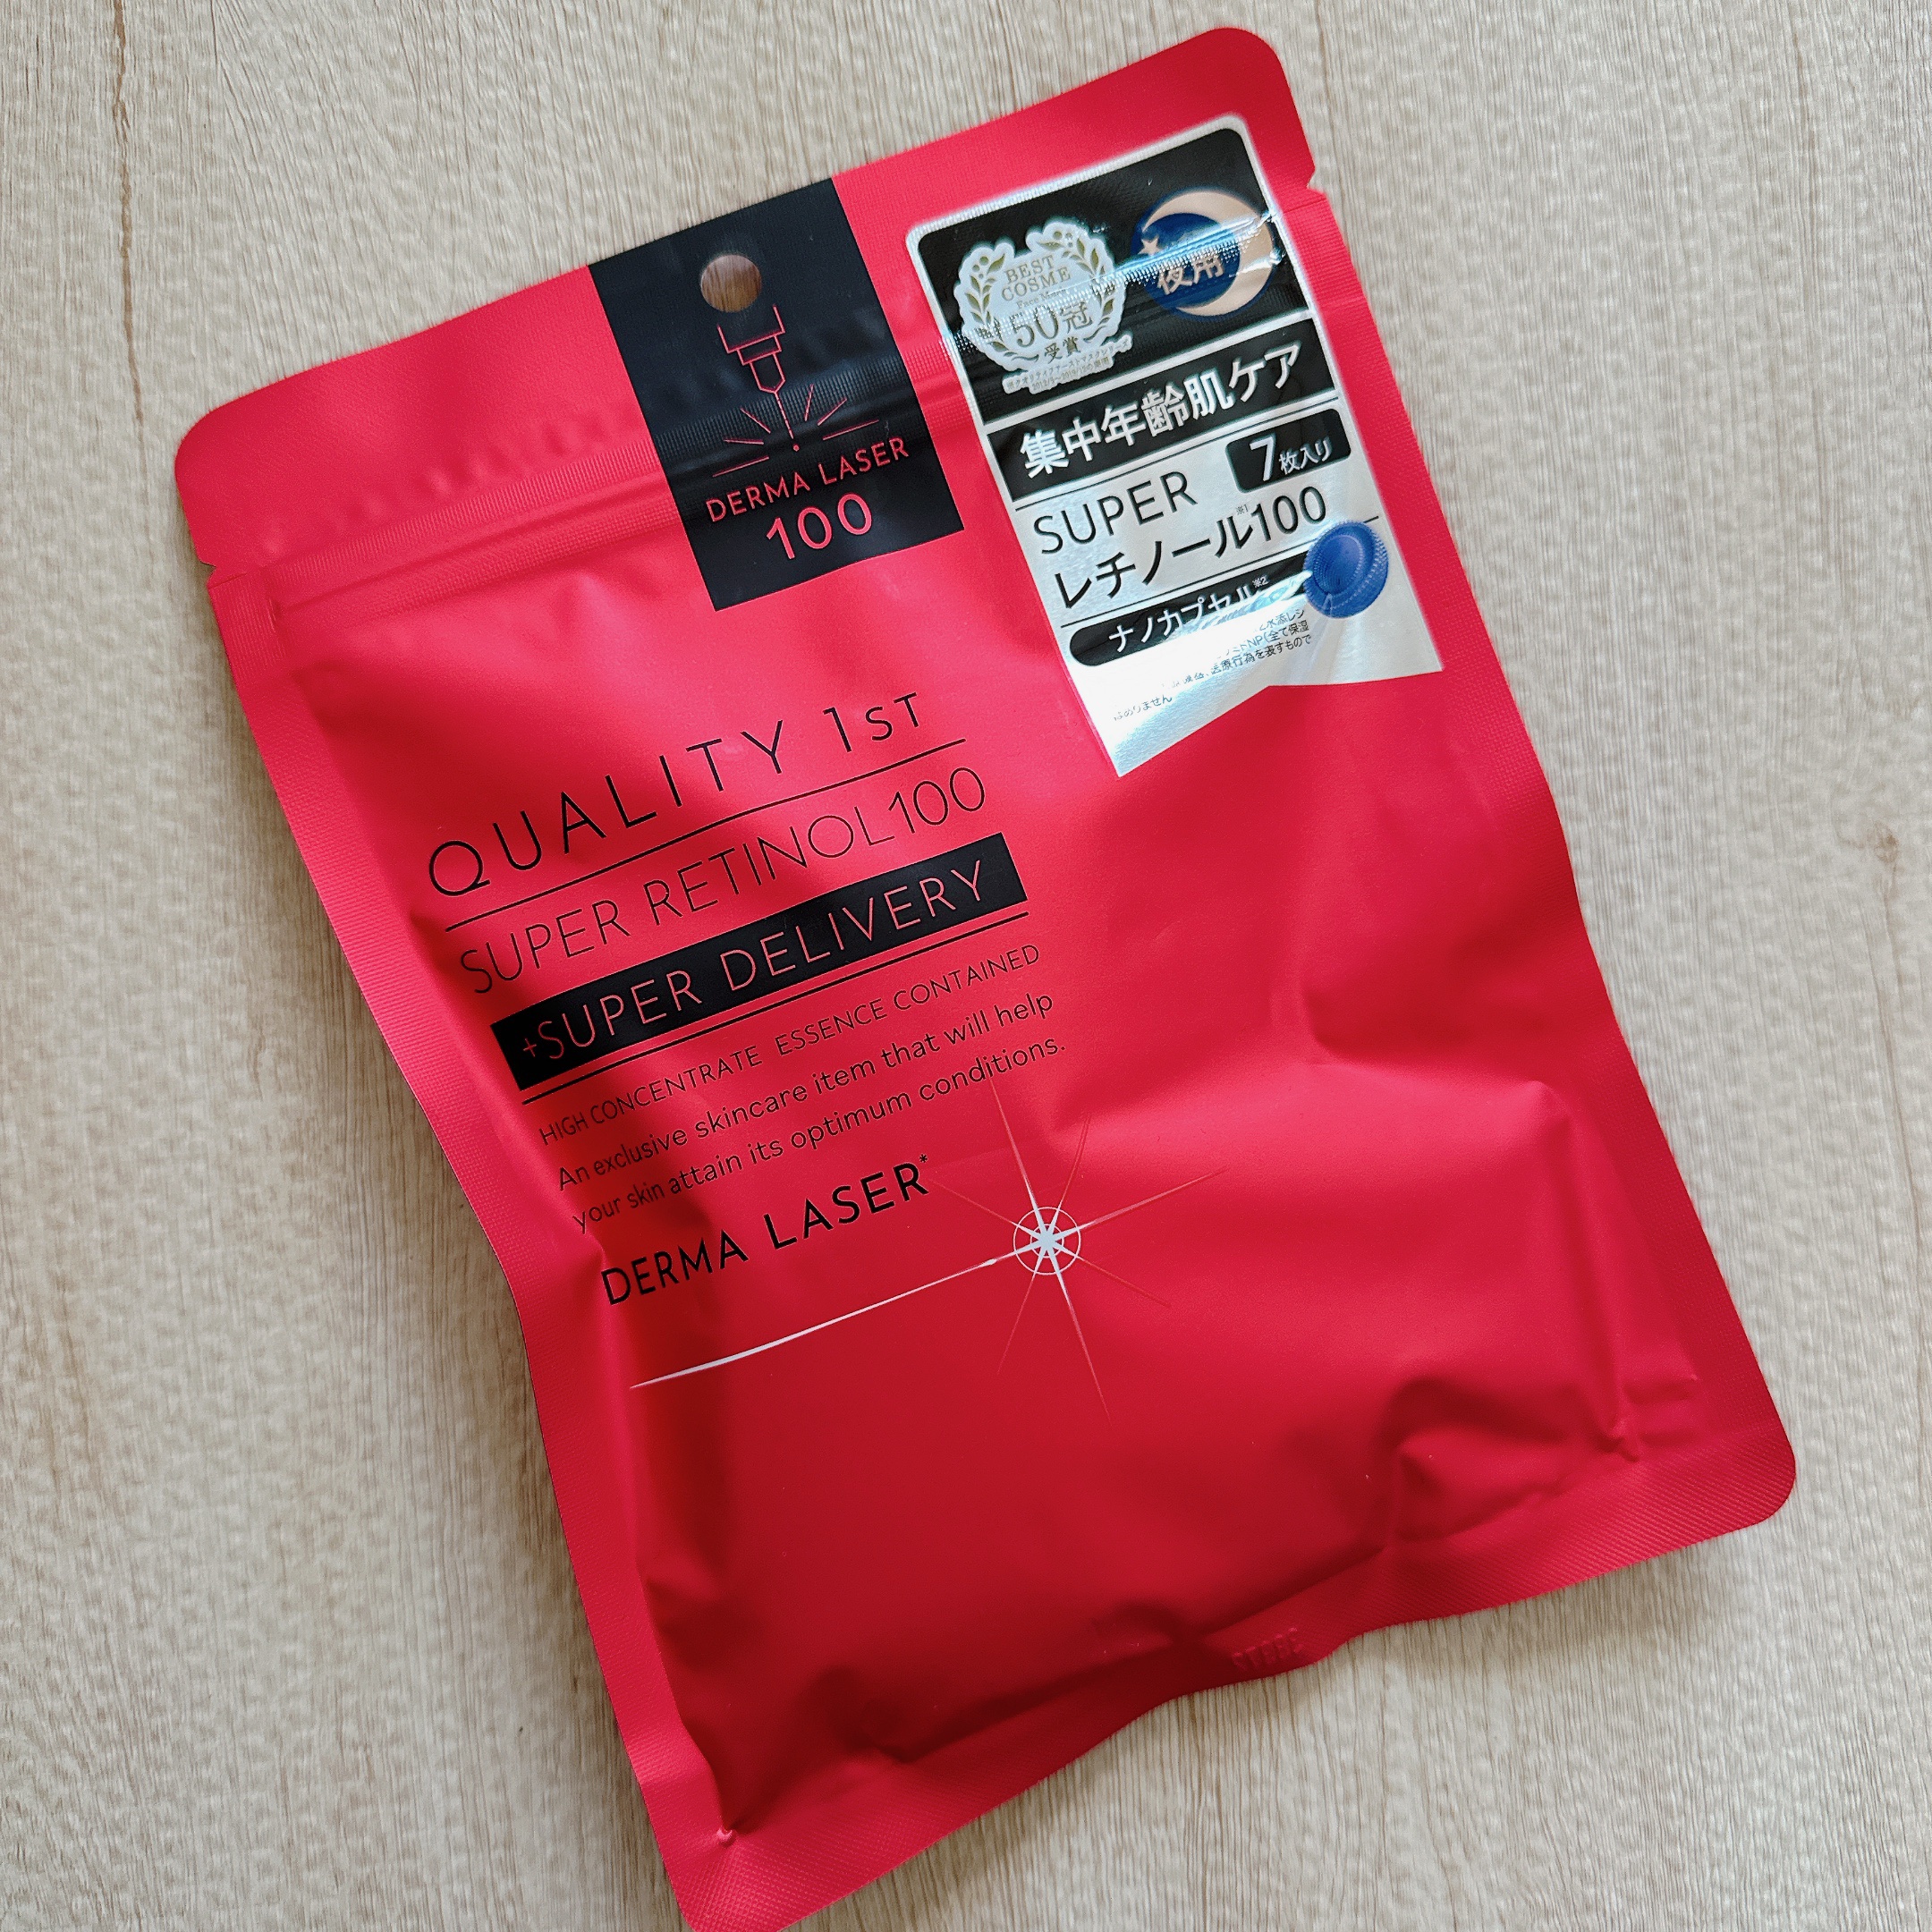 DERMA LASER
100
BEST
COSME
50冠
受賞
夜用
集中年齢肌ケア
7枚入り
SUPER
レチノール※1100
ナノカプセル※2
QUALITY 1ST
SUPER RETINOL100
+SUPER DELIVERY
HIGH CONCENTRATE ESSENCE CONTAINED
An exclusive skincare item that will help
your skin attain its optimum conditions.
DERMA LASER*